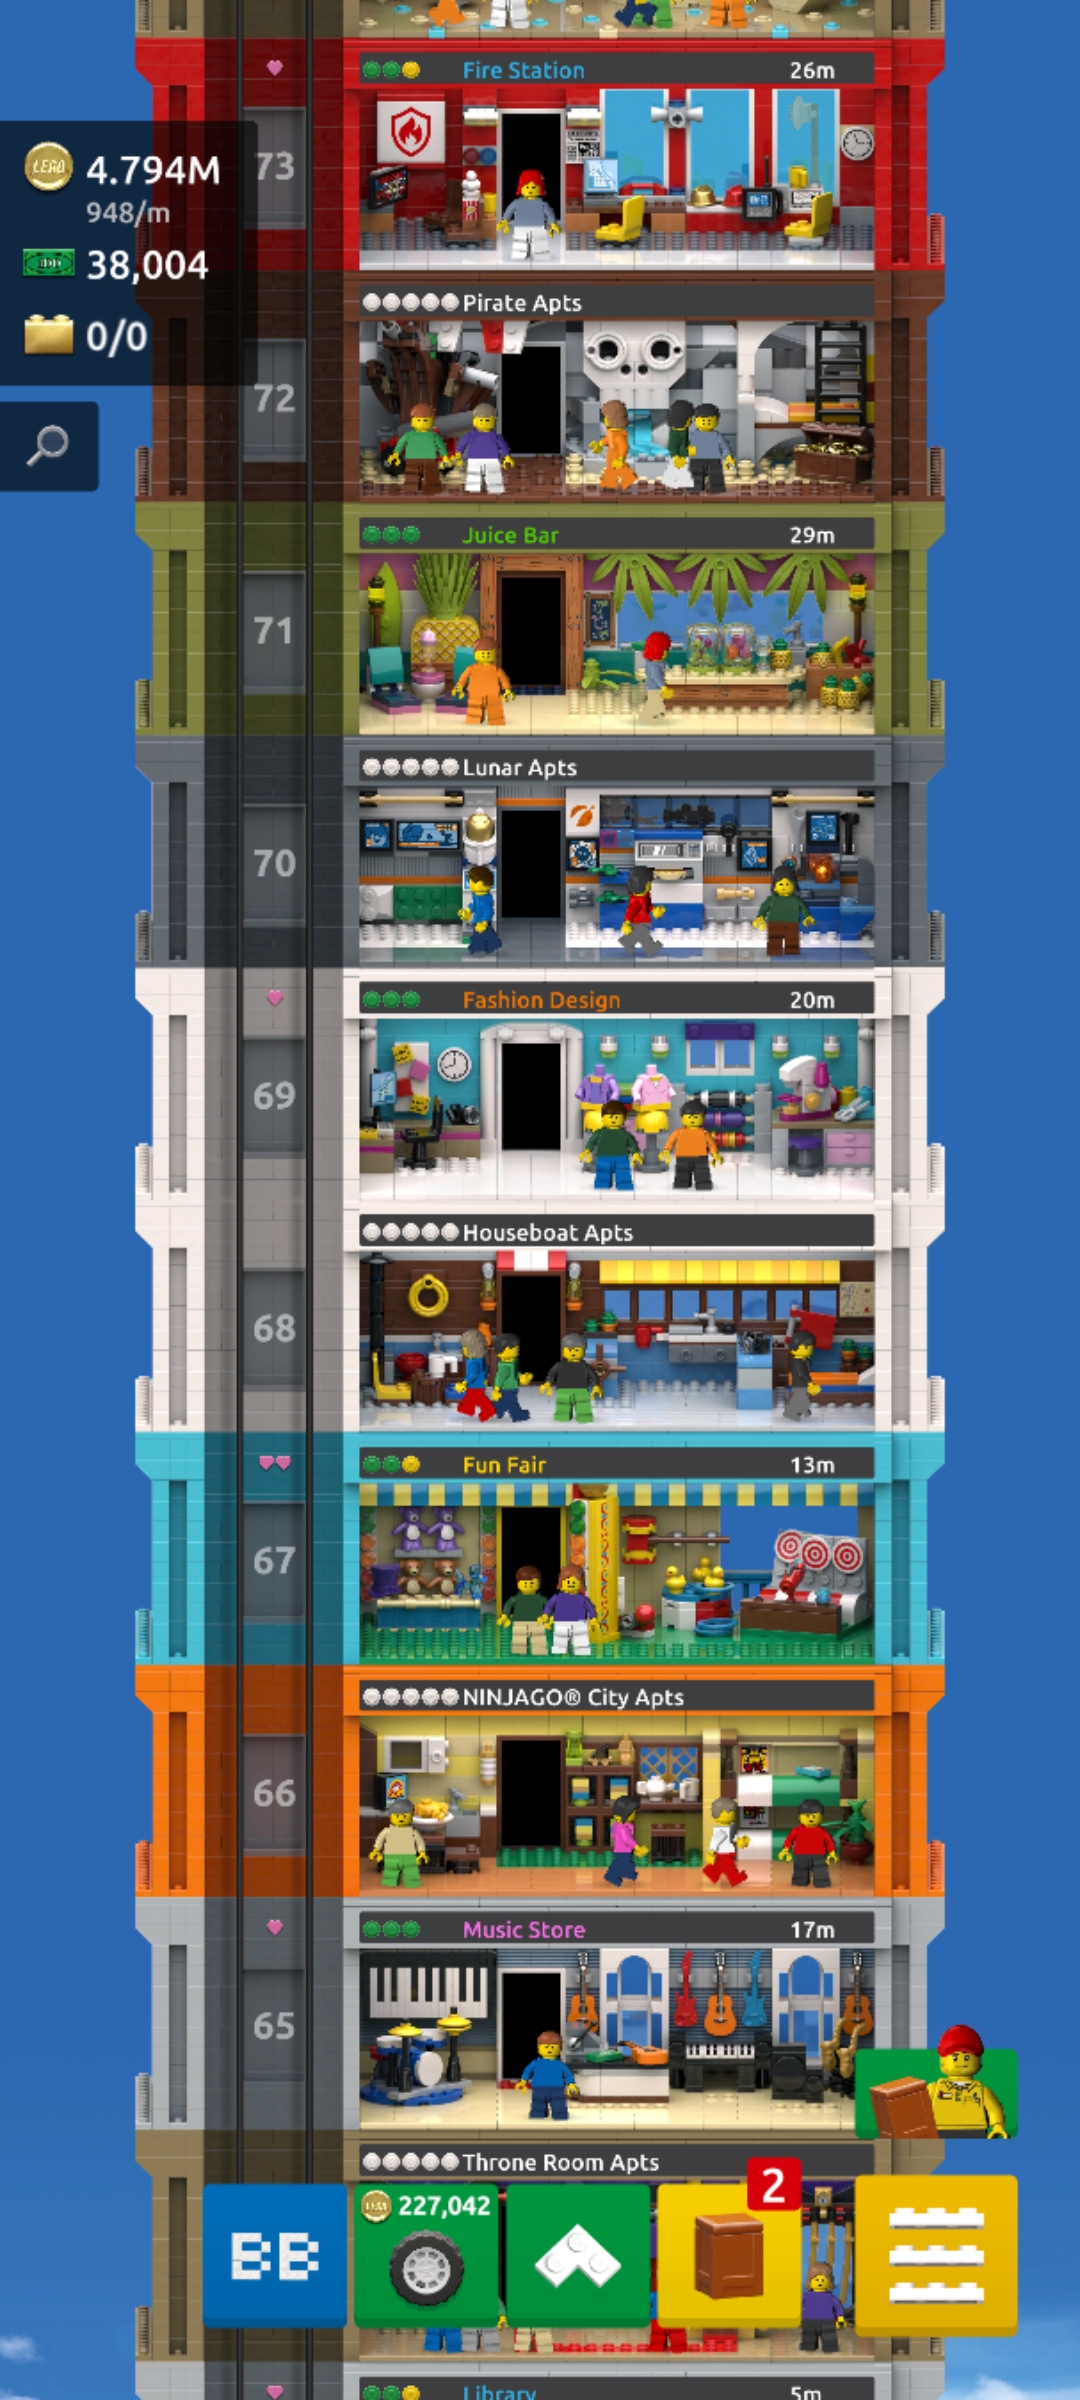 Fire Station 26m
73
LEGO 4.794M
948/m
38,004
0/0
Pirate Apts
72
Juice Bar 29m
71
Lunar Apts
70
Fashion Design 20m
69
Houseboat Apts
68
Fun Fair 13m
67
NINJAGO® City Apts
66
Music Store 17m
65
Throne Room Apts
2
227,042
BB
Library 5m